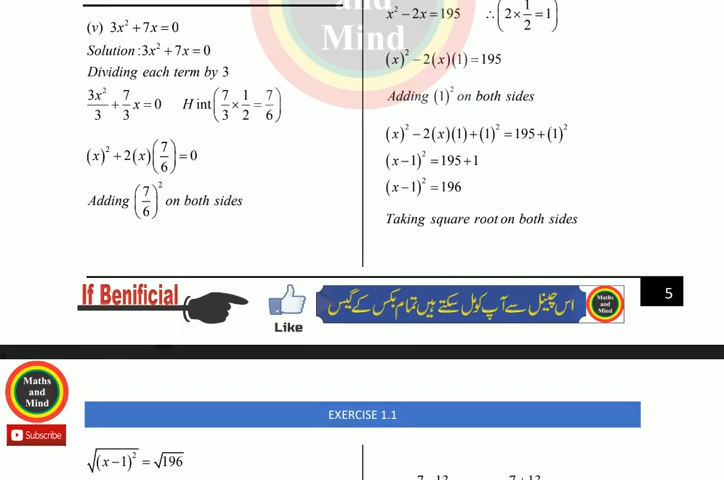 (v) 3x² + 7x = 0
Solution : 3x² + 7x = 0
Dividing each term by 3
3x²/3 + 7/3 x = 0 Hint(7/3 × 1/2 = 7/6)
(x)² + 2(x)(7/6) = 0
Adding (7/6)² on both sides
x² − 2x = 195 ∴(2 × 1/2 = 1)
(x)² − 2(x)(1) = 195
Adding (1)² on both sides
(x)² − 2(x)(1) + (1)² = 195 + (1)²
(x−1)² = 195 + 1
(x−1)² = 196
Taking square root on both sides
and
Mind
If Benificial
Like
اس چینل سے آپ کو مل سکتے ہیں تمام بکس کے گیس
Maths
and
Mind
5
Maths
and
Mind
Subscribe
EXERCISE 1.1
√(x−1)² = √196